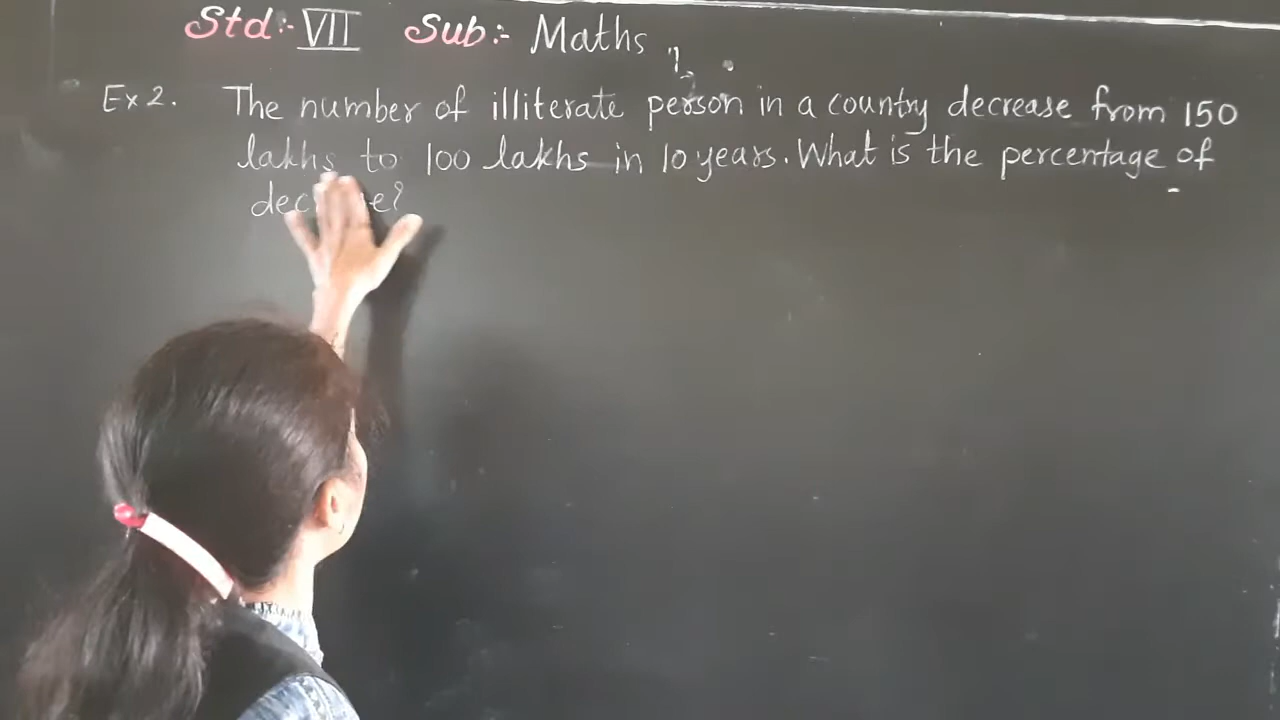 Std:- VII Sub:- Maths
Ex 2. The number of illiterate person in a country decrease from 150
lakhs to 100 lakhs in 10 years. What is the percentage of